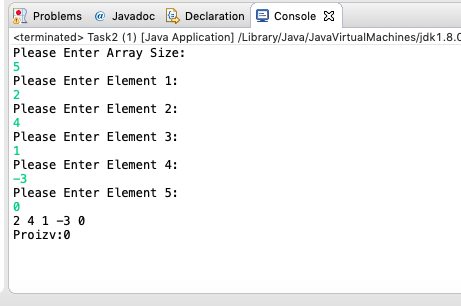 Problems @ Javadoc Declaration Console
<terminated> Task2 (1) [Java Application] /Library/Java/JavaVirtualMachines/jdk1.8.0
Please Enter Array Size:
5
Please Enter Element 1:
2
Please Enter Element 2:
4
Please Enter Element 3:
1
Please Enter Element 4:
-3
Please Enter Element 5:
0
2 4 1 -3 0
Proizv:0